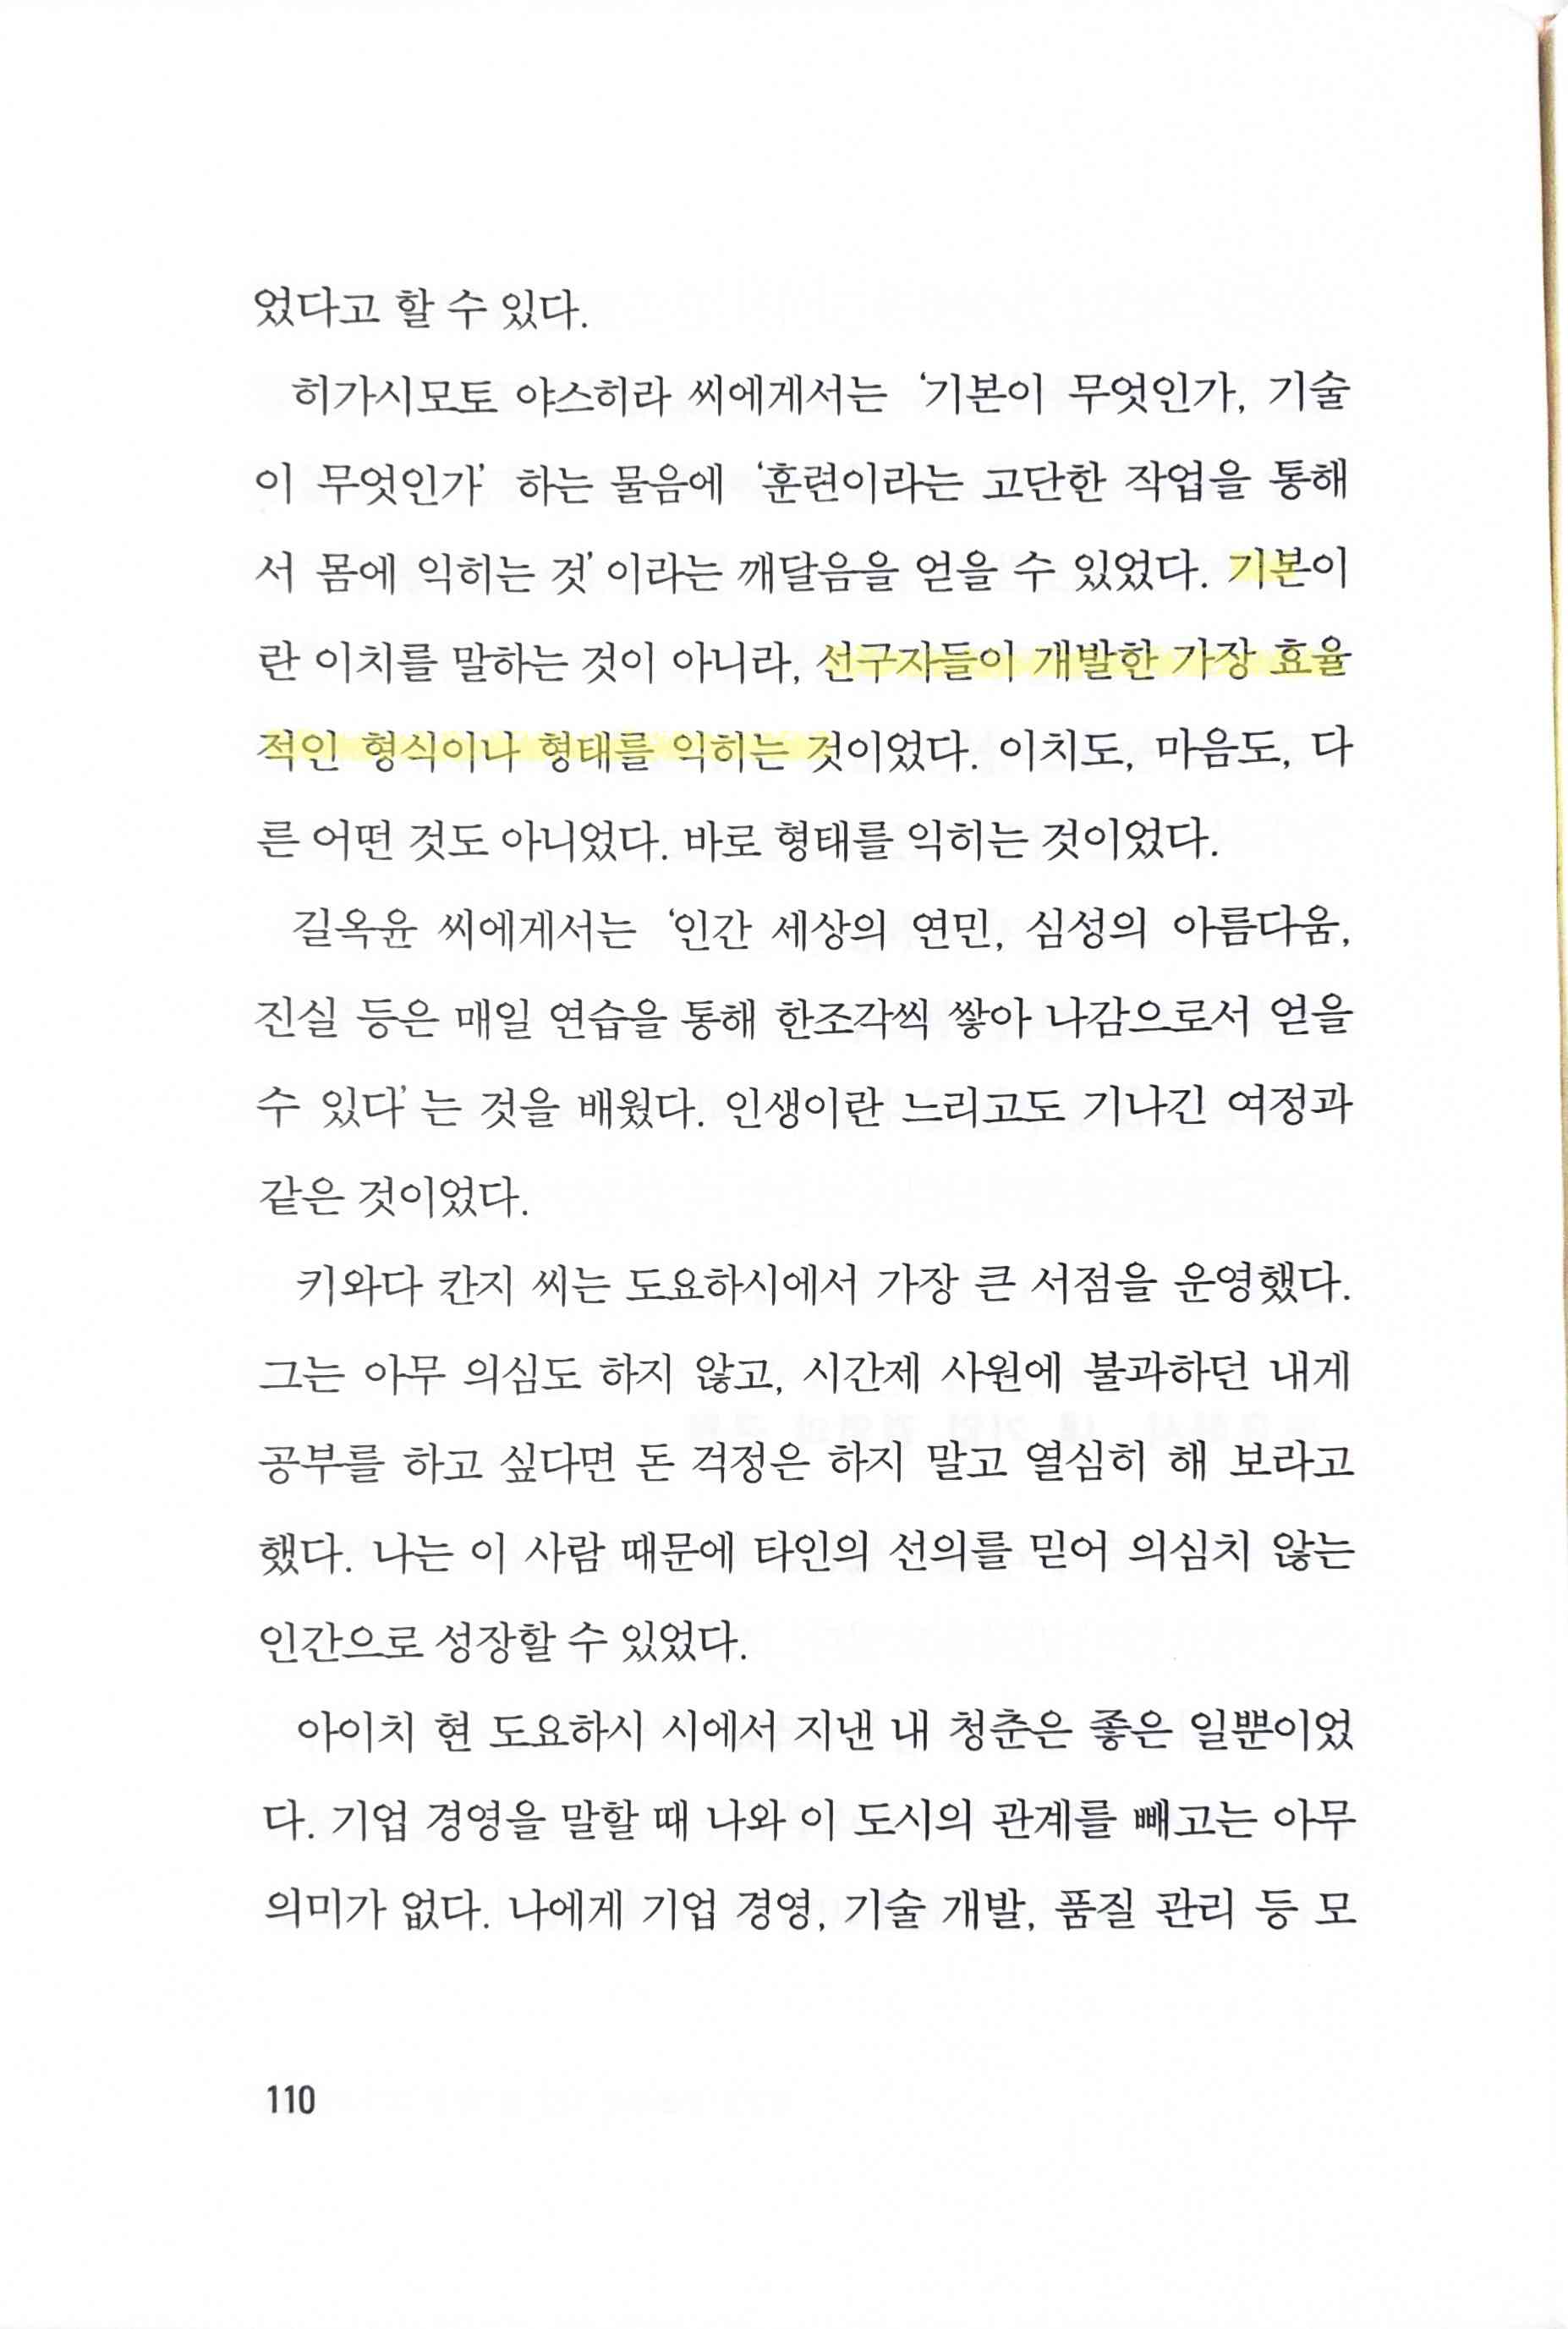 었다고 할 수 있다.
히가시모토 야스히라 씨에게서는 ‘기본이 무엇인가, 기술
이 무엇인가’ 하는 물음에 ‘훈련이라는 고단한 작업을 통해
서 몸에 익히는 것’ 이라는 깨달음을 얻을 수 있었다. 기본이
란 이치를 말하는 것이 아니라, 선구자들이 개발한 가장 효율
적인 형식이나 형태를 익히는 것이었다. 이치도, 마음도, 다
른 어떤 것도 아니었다. 바로 형태를 익히는 것이었다.
길옥윤 씨에게서는 ‘인간 세상의 연민, 심성의 아름다움,
진실 등은 매일 연습을 통해 한조각씩 쌓아 나감으로서 얻을
수 있다’ 는 것을 배웠다. 인생이란 느리고도 기나긴 여정과
같은 것이었다.
키와다 칸지 씨는 도요하시에서 가장 큰 서점을 운영했다.
그는 아무 의심도 하지 않고, 시간제 사원에 불과하던 내게
공부를 하고 싶다면 돈 걱정은 하지 말고 열심히 해 보라고
했다. 나는 이 사람 때문에 타인의 선의를 믿어 의심치 않는
인간으로 성장할 수 있었다.
아이치 현 도요하시 시에서 지낸 내 청춘은 좋은 일뿐이었
다. 기업 경영을 말할 때 나와 이 도시의 관계를 빼고는 아무
의미가 없다. 나에게 기업 경영, 기술 개발, 품질 관리 등 모
110